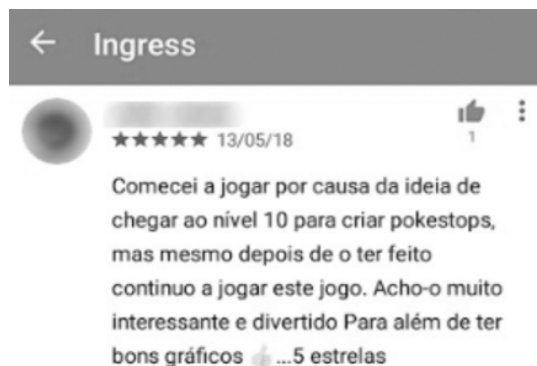 Ingress
★★★★★ 13/05/18
1
Comecei a jogar por causa da ideia de
chegar ao nível 10 para criar pokestops,
mas mesmo depois de o ter feito
continuo a jogar este jogo. Acho-o muito
interessante e divertido Para além de ter
bons gráficos 👍...5 estrelas